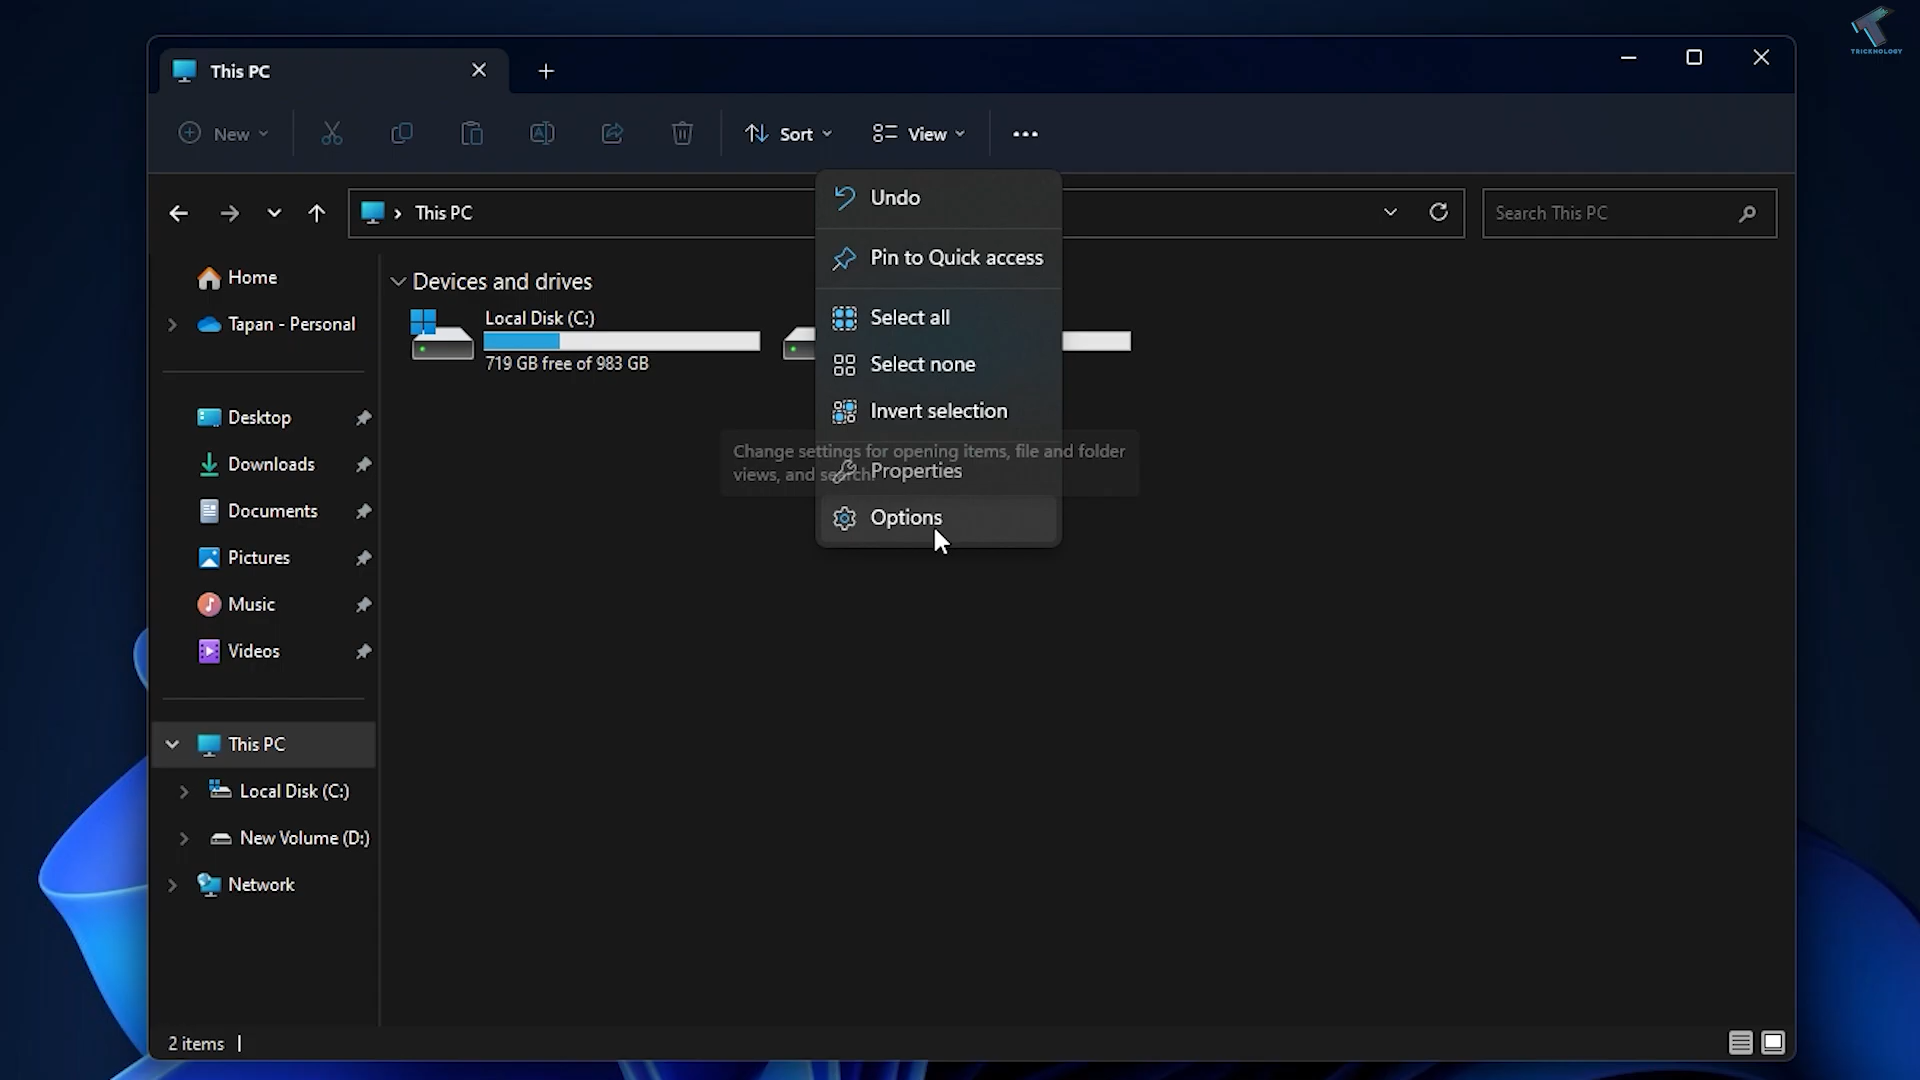 TRICKNOLOGY
This PC
New
Sort
View
This PC
Search This PC
Undo
Pin to Quick access
Select all
Select none
Invert selection
Properties
Options
Change settings for opening items, file and folder
views, and search.
Home
Tapan - Personal
Desktop
Downloads
Documents
Pictures
Music
Videos
This PC
Local Disk (C:)
New Volume (D:)
Network
Devices and drives
Local Disk (C:)
719 GB free of 983 GB
2 items